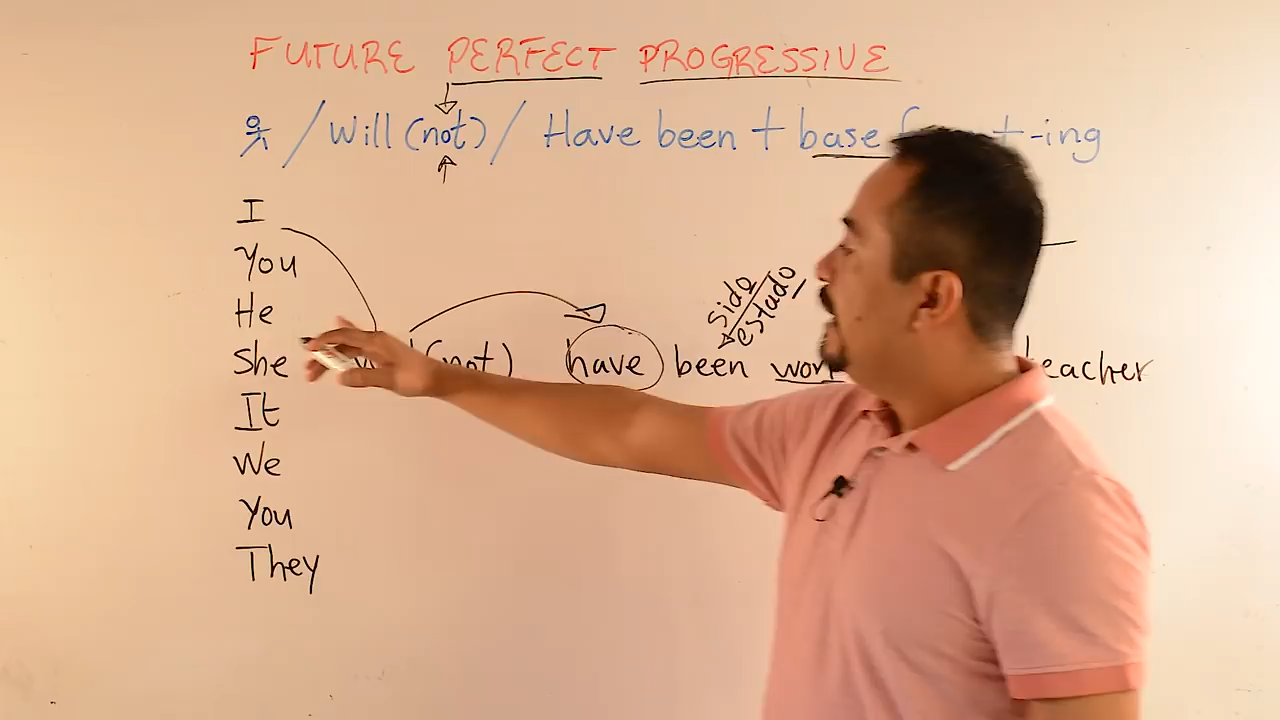 FUTURE PERFECT PROGRESSIVE
/ Will (not) / Have been + base + -ing
I
You
He
sido
estado
She (not) have been teacher
It
We
You
They